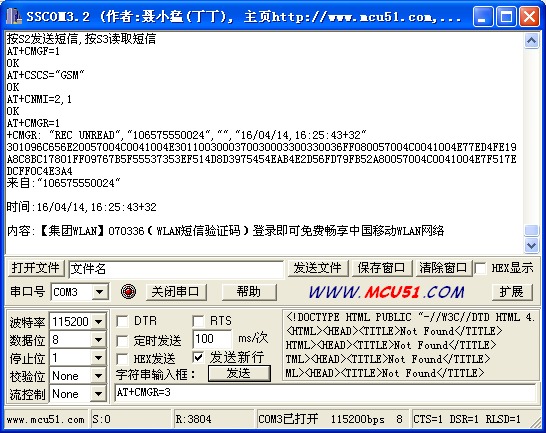 SSCOM3.2 (作者:聂小猛(丁丁), 主页http://www.mcu51.com,...
按S2发送短信,按S3读取短信
AT+CMGF=1
OK
AT+CSCS="GSM"
OK
AT+CNMI=2,1
OK
AT+CMGR=1
+CMGR: "REC UNREAD","106575550024","","16/04/14,16:25:43+32"
301096C656E20057004C0041004E3011003000370030003300330036FF080057004C0041004E77ED4FE19
A8C8BC17801FF09767B5F5537353EF514D8D3975454EAB4E2D56FD79FB52A80057004C0041004E7F517E
DCFF0C4E3A4
来自:"106575550024"
时间:16/04/14,16:25:43+32
内容:【集团WLAN】070336（WLAN短信验证码）登录即可免费畅享中国移动WLAN网络
打开文件 文件名 发送文件 保存窗口 清除窗口 HEX显示
串口号 COM3 关闭串口 帮助 WWW.MCU51.COM 扩展
波特率 115200 DTR RTS
数据位 8 定时发送 100 ms/次
停止位 1 HEX发送 发送新行
校验位 None 字符串输入框: 发送
流控制 None AT+CMGR=3
<!DOCTYPE HTML PUBLIC "-//W3C//DTD HTML 4.
<HTML><HEAD><TITLE>Not Found</TITLE>
HTML><HEAD><TITLE>Not Found</TITLE>
TML><HEAD><TITLE>Not Found</TITLE>
ML><HEAD><TITLE>Not Found</TITLE>
www.mcu51.com S:0 R:3804 COM3已打开 115200bps 8 CTS=1 DSR=1 RLSD=1